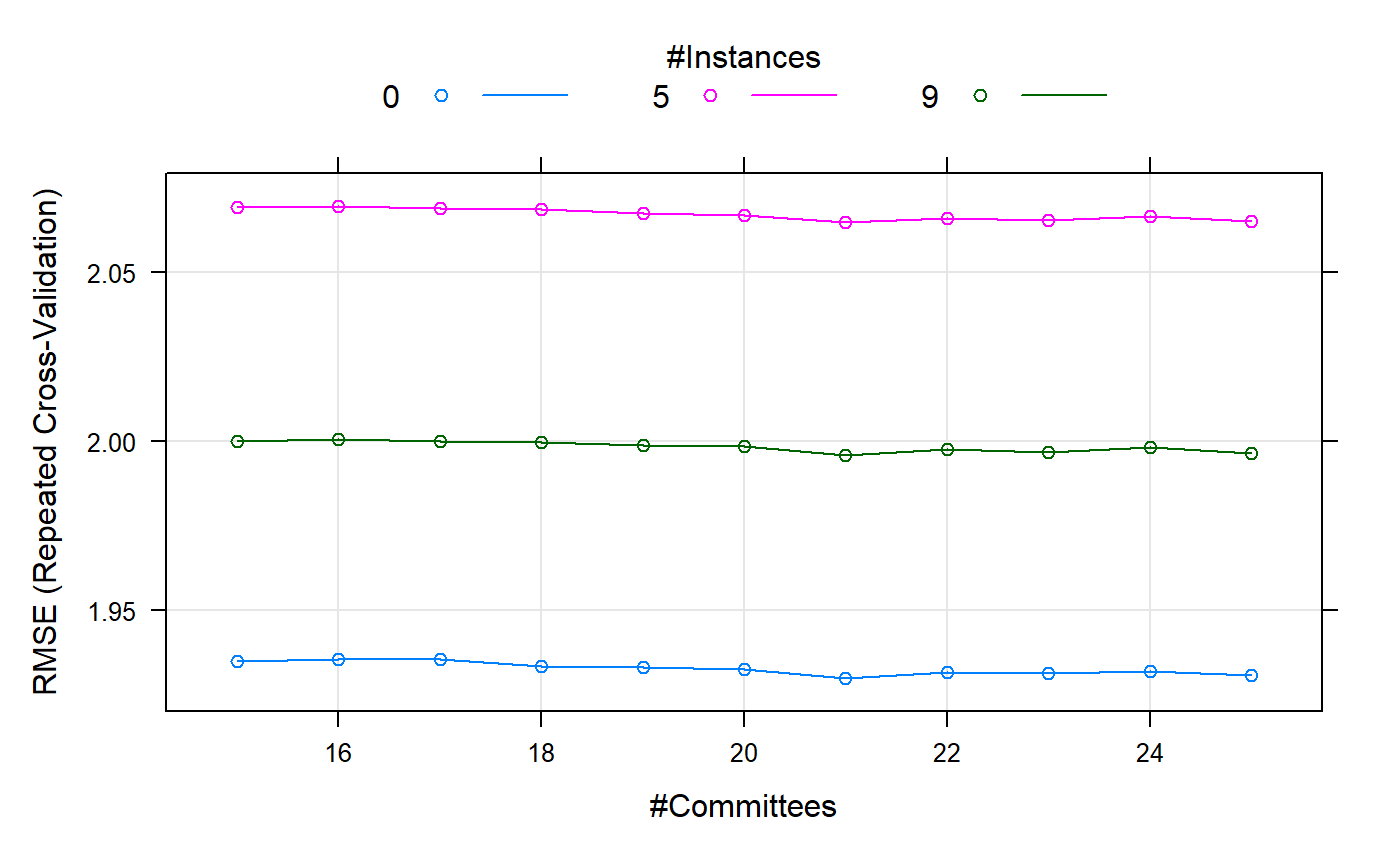 #Instances
0 5 9
RMSE (Repeated Cross-Validation)
2.05
2.00
1.95
16 18 20 22 24
#Committees